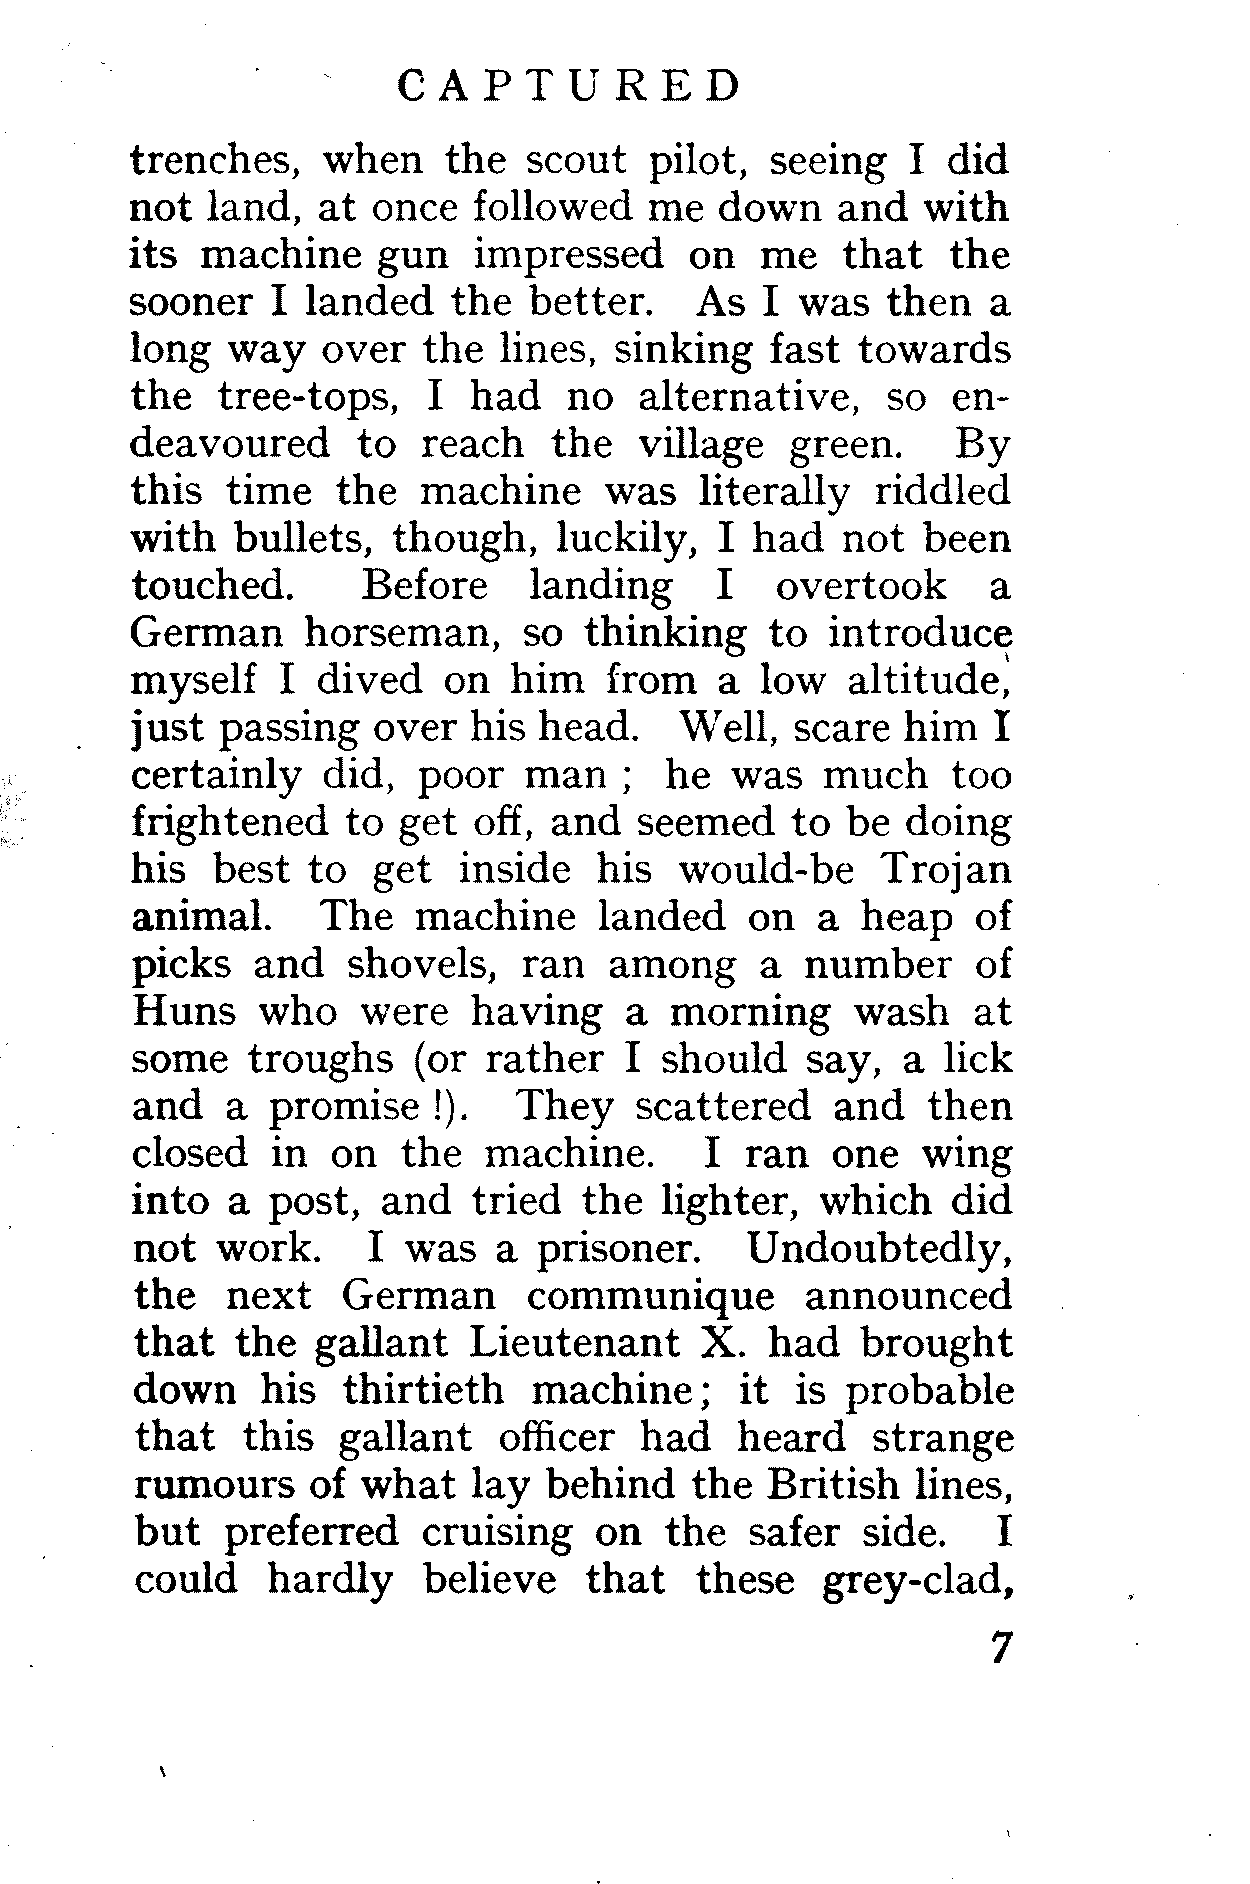 CAPTURED
trenches, when the scout pilot, seeing I did
not land, at once followed me down and with
its machine gun impressed on me that the
sooner I landed the better. As I was then a
long way over the lines, sinking fast towards
the tree-tops, I had no alternative, so en-
deavoured to reach the village green. By
this time the machine was literally riddled
with bullets, though, luckily, I had not been
touched. Before landing I overtook a
German horseman, so thinking to introduce
myself I dived on him from a low altitude,
just passing over his head. Well, scare him I
certainly did, poor man ; he was much too
frightened to get off, and seemed to be doing
his best to get inside his would-be Trojan
animal. The machine landed on a heap of
picks and shovels, ran among a number of
Huns who were having a morning wash at
some troughs (or rather I should say, a lick
and a promise !). They scattered and then
closed in on the machine. I ran one wing
into a post, and tried the lighter, which did
not work. I was a prisoner. Undoubtedly,
the next German communique announced
that the gallant Lieutenant X. had brought
down his thirtieth machine; it is probable
that this gallant officer had heard strange
rumours of what lay behind the British lines,
but preferred cruising on the safer side. I
could hardly believe that these grey-clad,
7